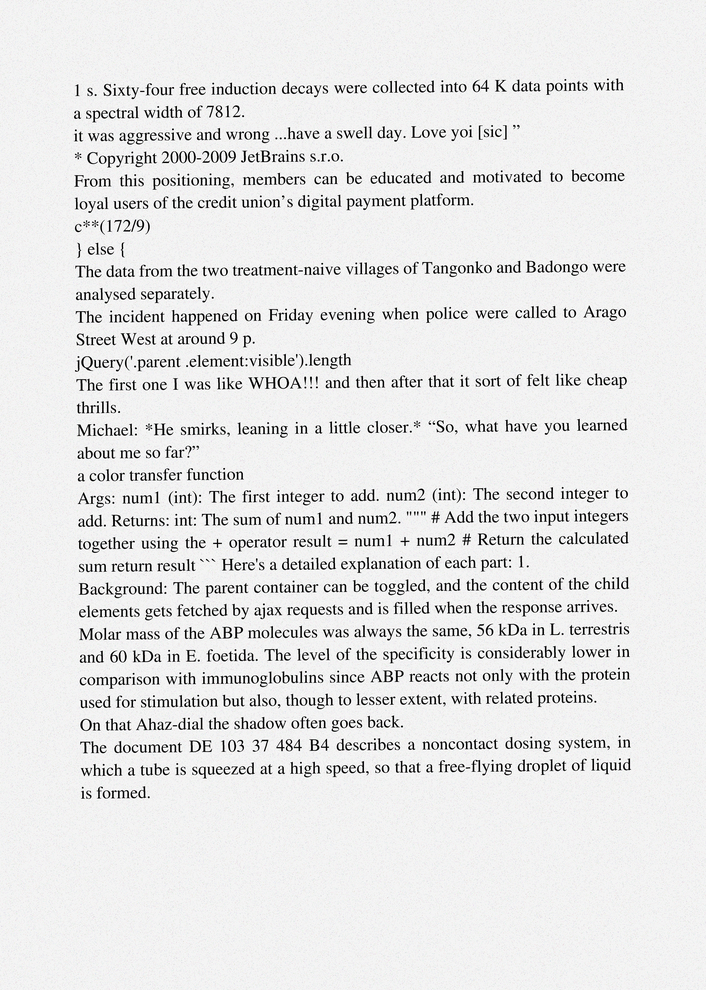 1 s. Sixty-four free induction decays were collected into 64 K data points with
a spectral width of 7812.
it was aggressive and wrong ...have a swell day. Love yoi [sic] ”
* Copyright 2000-2009 JetBrains s.r.o.
From this positioning, members can be educated and motivated to become
loyal users of the credit union’s digital payment platform.
c**(172/9)
} else {
The data from the two treatment-naive villages of Tangonko and Badongo were
analysed separately.
The incident happened on Friday evening when police were called to Arago
Street West at around 9 p.
jQuery('.parent .element:visible').length
The first one I was like WHOA!!! and then after that it sort of felt like cheap
thrills.
Michael: *He smirks, leaning in a little closer.* “So, what have you learned
about me so far?”
a color transfer function
Args: num1 (int): The first integer to add. num2 (int): The second integer to
add. Returns: int: The sum of num1 and num2. """ # Add the two input integers
together using the + operator result = num1 + num2 # Return the calculated
sum return result ``` Here's a detailed explanation of each part: 1.
Background: The parent container can be toggled, and the content of the child
elements gets fetched by ajax requests and is filled when the response arrives.
Molar mass of the ABP molecules was always the same, 56 kDa in L. terrestris
and 60 kDa in E. foetida. The level of the specificity is considerably lower in
comparison with immunoglobulins since ABP reacts not only with the protein
used for stimulation but also, though to lesser extent, with related proteins.
On that Ahaz-dial the shadow often goes back.
The document DE 103 37 484 B4 describes a noncontact dosing system, in
which a tube is squeezed at a high speed, so that a free-flying droplet of liquid
is formed.